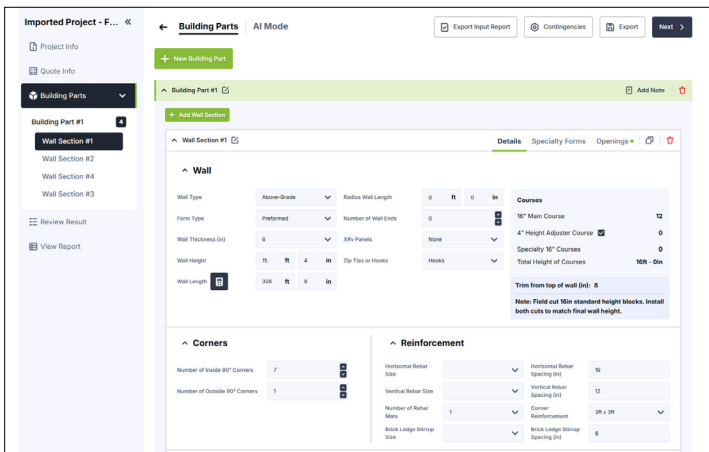 Imported Project - F... «
Building Parts AI Mode
Export Input Report
Contingencies
Export
Next
Project Info
Quote Info
Building Parts
Building Part #1 4
Wall Section #1
Wall Section #2
Wall Section #4
Wall Section #3
Review Result
View Report
+ New Building Part
Building Part #1
Add Note
+ Add Wall Section
Wall Section #1
Details Specialty Forms Openings
Wall
Wall Type Above-Grade
Form Type Preformed
Wall Thickness (in) 6
Wall Height 15 ft 4 in
Wall Length 328 ft 8 in
Radius Wall Length 0 ft 0 in
Number of Wall Ends 0
XRv Panels None
Zip Ties or Hooks Hooks
Courses
16" Main Course 12
4" Height Adjuster Course 0
Specialty 16" Courses 0
Total Height of Courses 16ft - 0in
Trim from top of wall (in): 8
Note: Field cut 16in standard height blocks. Install
both cuts to match final wall height.
Corners
Number of Inside 90° Corners 7
Number of Outside 90° Corners 1
Reinforcement
Horizontal Rebar
Size
Horizontal Rebar
Spacing (in) 16
Vertical Rebar Size
Vertical Rebar
Spacing (in) 12
Number of Rebar
Mats 1
Corner
Reinforcement 3ft x 3ft
Brick Ledge Stirrup
Size
Brick Ledge Stirrup
Spacing (in) 8